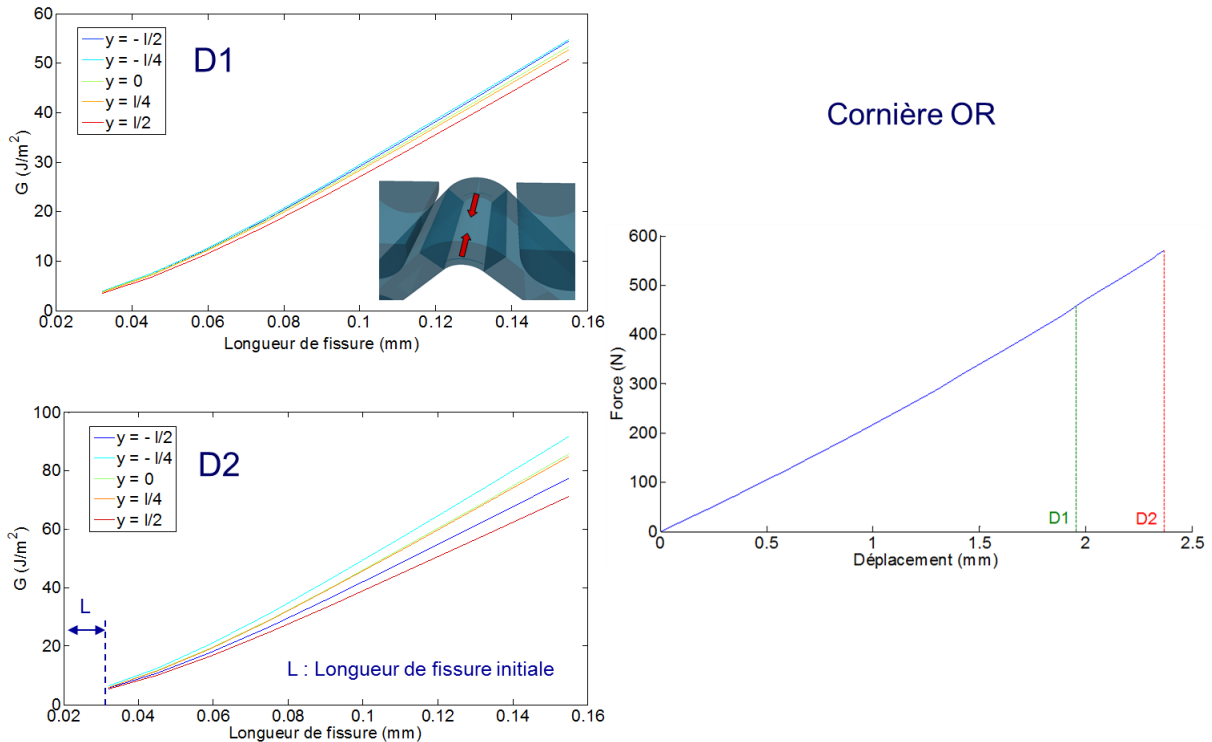 60
50
40
30
20
10
0
G (J/m²)
y = - l/2
y = - l/4
y = 0
y = l/4
y = l/2
D1
0.02 0.04 0.06 0.08 0.1 0.12 0.14 0.16
Longueur de fissure (mm)
Cornière OR
600
500
400
300
200
100
0
Force (N)
D1
D2
0 0.5 1 1.5 2 2.5
Déplacement (mm)
100
80
60
40
20
0
G (J/m²)
y = - l/2
y = - l/4
y = 0
y = l/4
y = l/2
D2
L
L : Longueur de fissure initiale
0.02 0.04 0.06 0.08 0.1 0.12 0.14 0.16
Longueur de fissure (mm)